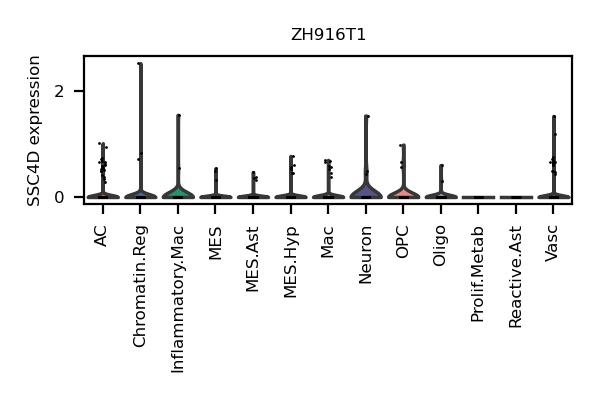 ZH916T1
SSC4D expression
2
0
AC
Chromatin.Reg
Inflammatory.Mac
MES
MES.Ast
MES.Hyp
Mac
Neuron
OPC
Oligo
Prolif.Metab
Reactive.Ast
Vasc